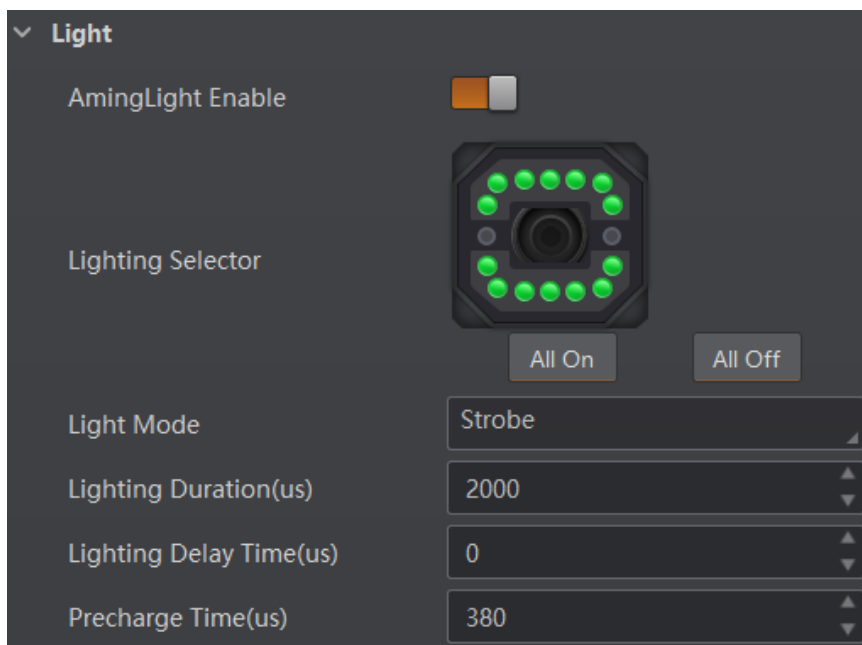 Light
AmingLight Enable
Lighting Selector
All On All Off
Light Mode Strobe
Lighting Duration(us) 2000
Lighting Delay Time(us) 0
Precharge Time(us) 380